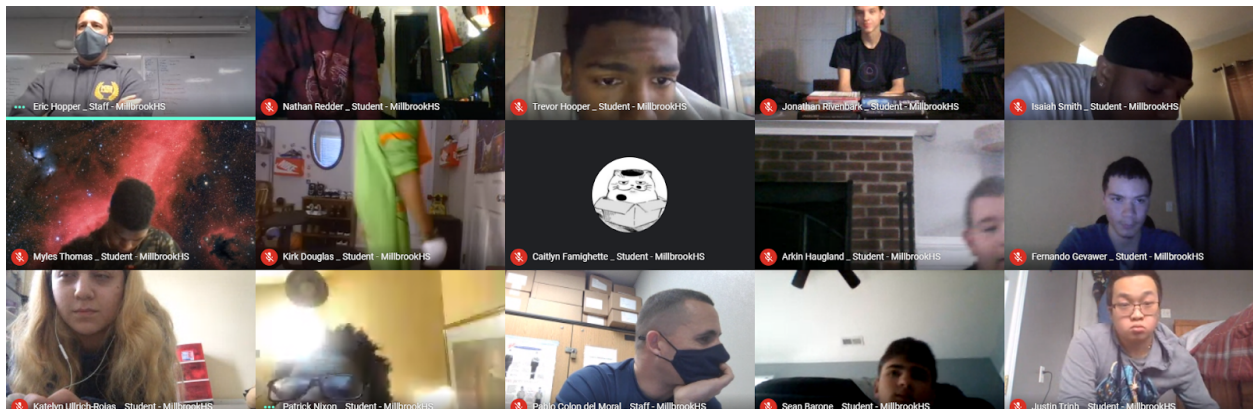 Eric Hopper _ Staff - MillbrookHS
Nathan Redder _ Student - MillbrookHS
Trevor Hooper _ Student - MillbrookHS
Jonathan Rivenbark _ Student - MillbrookHS
Isaiah Smith _ Student - MillbrookHS
Myles Thomas _ Student - MillbrookHS
Kirk Douglas _ Student - MillbrookHS
Caitlyn Famighette _ Student - MillbrookHS
Arkin Haugland _ Student - MillbrookHS
Fernando Gevawer _ Student - MillbrookHS
Katelyn Ullrich-Rojas _ Student - MillbrookHS
Patrick Nixon _ Student - MillbrookHS
Pablo Colon del Moral _ Staff - MillbrookHS
Sean Barone _ Student - MillbrookHS
Justin Trinh _ Student - MillbrookHS